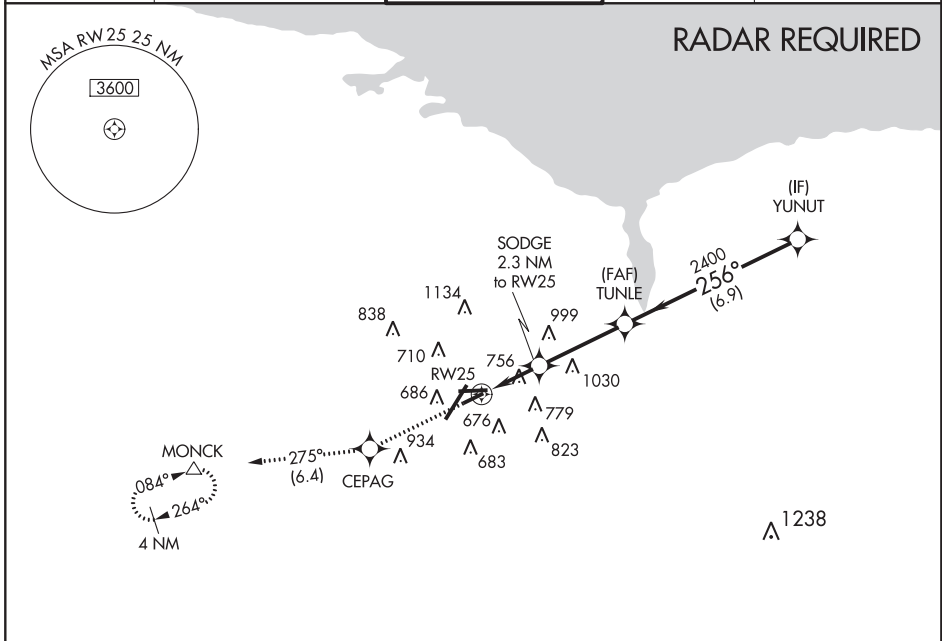 RADAR REQUIRED
MSA RW25 25 NM
3600
(IF)
YUNUT
2400
256°
(6.9)
(FAF)
TUNLE
SODGE
2.3 NM
to RW25
1134
838
999
710
756
RW25
1030
686
779
676
823
934
683
MONCK
275°
(6.4)
CEPAG
084°
264°
4 NM
1238